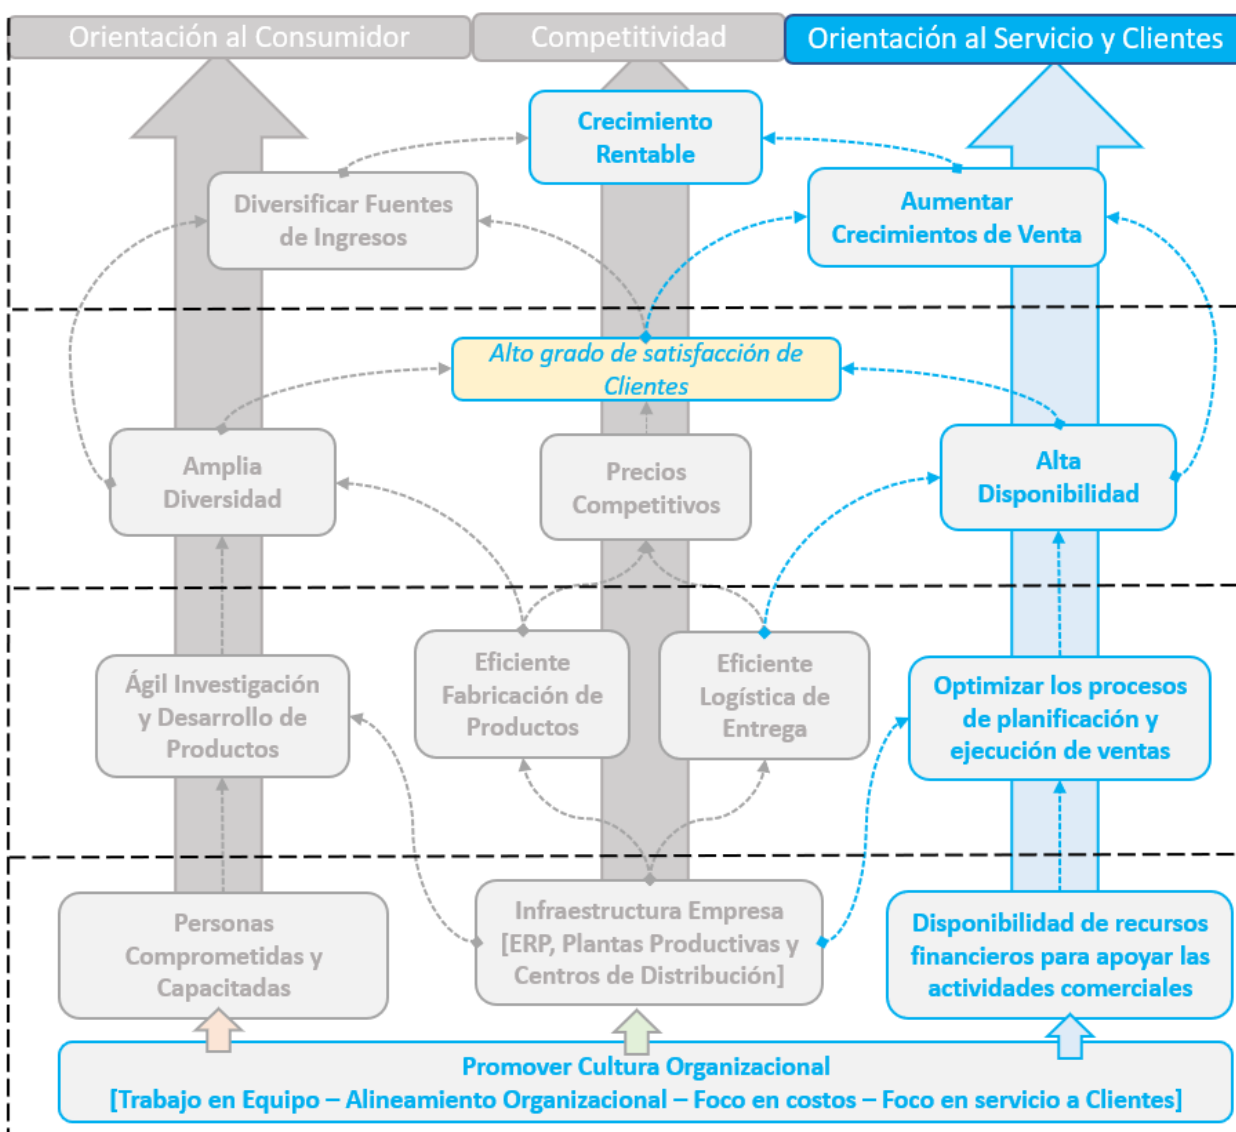 Orientación al Consumidor
Competitividad
Orientación al Servicio y Clientes
Crecimiento
Rentable
Diversificar Fuentes
de Ingresos
Aumentar
Crecimientos de Venta
Alto grado de satisfacción de
Clientes
Amplia
Diversidad
Precios
Competitivos
Alta
Disponibilidad
Ágil Investigación
y Desarrollo de
Productos
Eficiente
Fabricación de
Productos
Eficiente
Logística de
Entrega
Optimizar los procesos
de planificación y
ejecución de ventas
Personas
Comprometidas y
Capacitadas
Infraestructura Empresa
[ERP, Plantas Productivas y
Centros de Distribución]
Disponibilidad de recursos
financieros para apoyar las
actividades comerciales
Promover Cultura Organizacional
[Trabajo en Equipo – Alineamiento Organizacional – Foco en costos – Foco en servicio a Clientes]